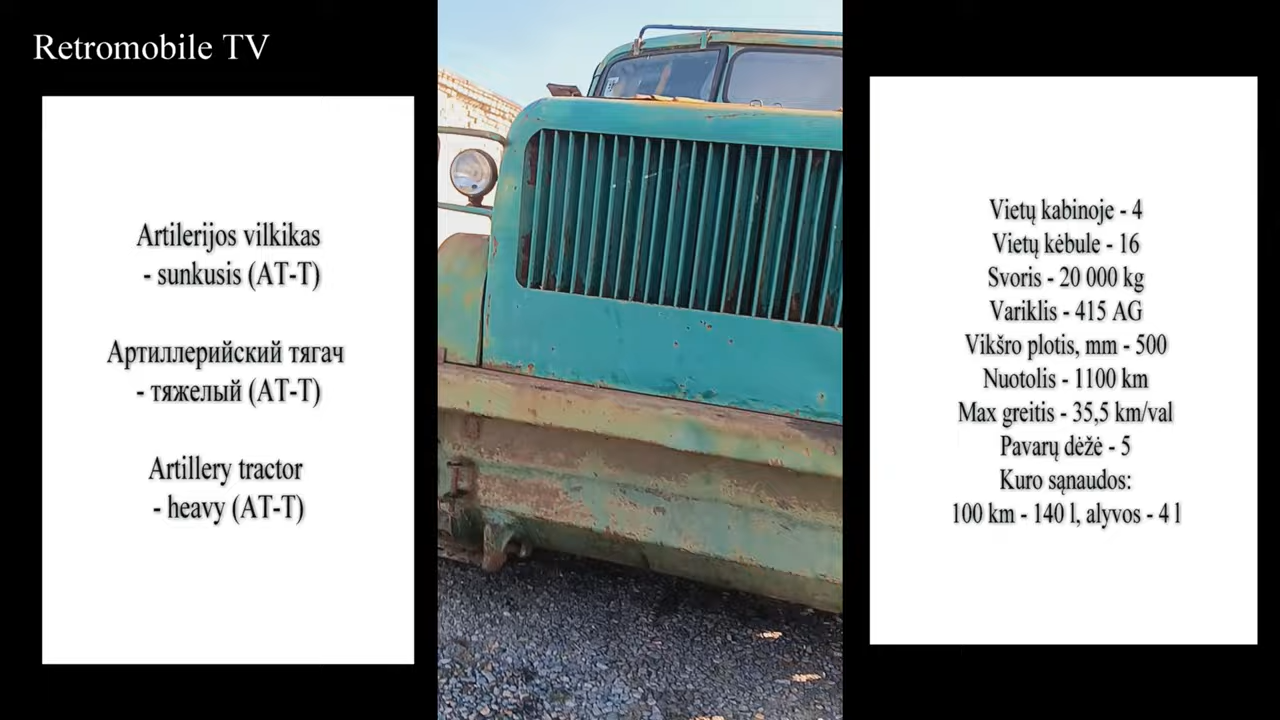 Retromobile TV
Artilerijos vilkikas
- sunkusis (AT-T)
Артиллерийский тягач
- тяжелый (АТ-Т)
Artillery tractor
- heavy (AT-T)
Vietų kabinoje - 4
Vietų kėbule - 16
Svoris - 20 000 kg
Variklis - 415 AG
Vikšro plotis, mm - 500
Nuotolis - 1100 km
Max greitis - 35,5 km/val
Pavarų dėžė - 5
Kuro sąnaudos:
100 km - 140 l, alyvos - 4 l